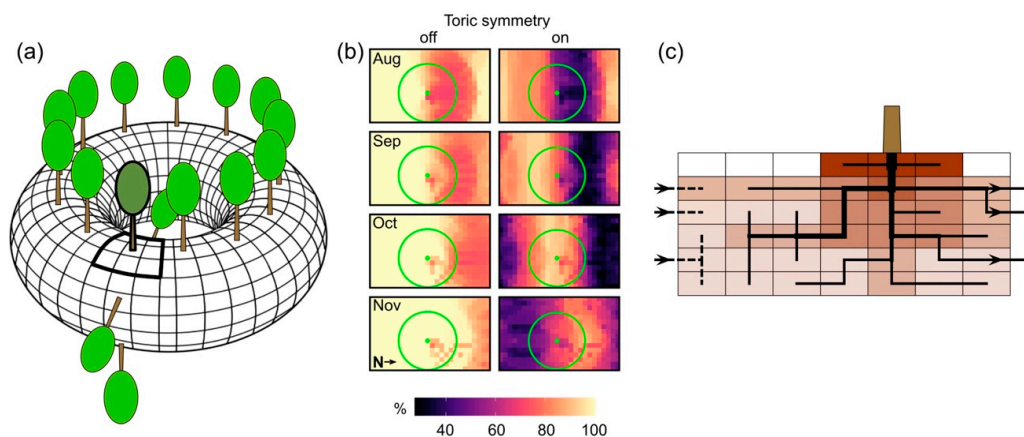 Toric symmetry
(a)
(b)
off
on
(c)
Aug
Sep
Oct
Nov
N→
%
40
60
80
100